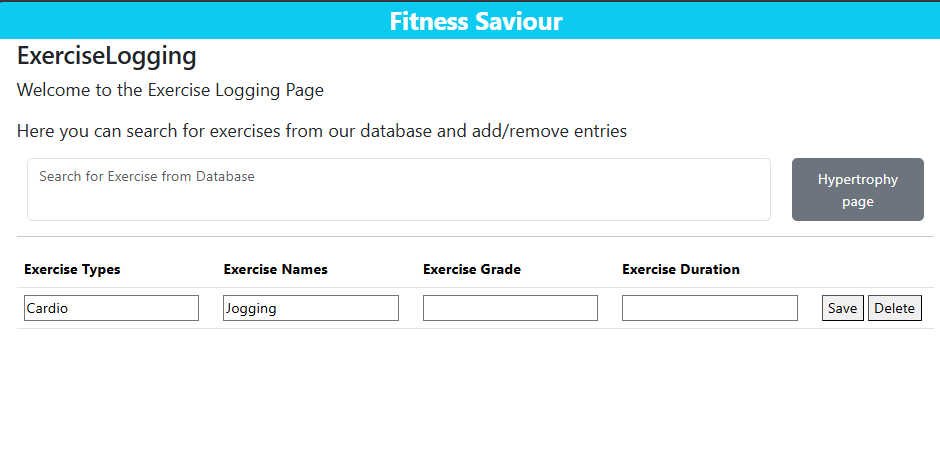 Fitness Saviour
ExerciseLogging
Welcome to the Exercise Logging Page
Here you can search for exercises from our database and add/remove entries
Search for Exercise from Database
Hypertrophy
page
Exercise Types Exercise Names Exercise Grade Exercise Duration
Cardio Jogging Save Delete